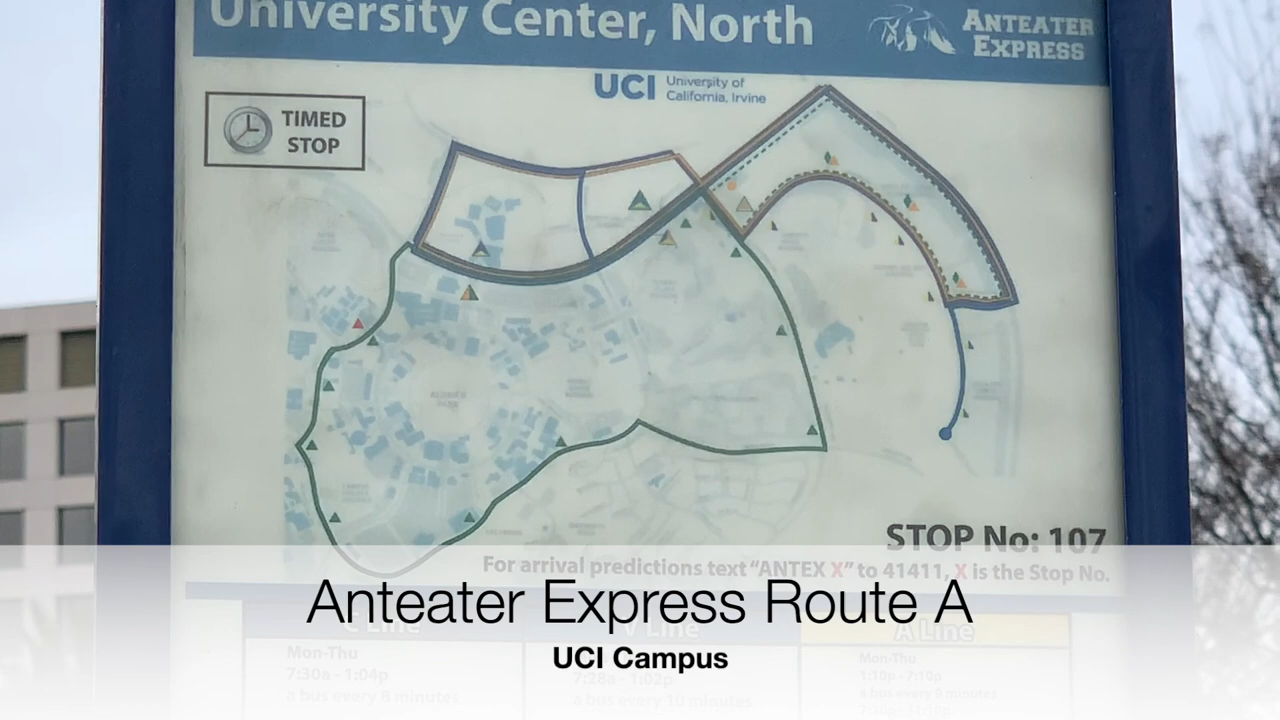 University Center, North
ANTEATER
EXPRESS
UCI University of
California, Irvine
TIMED
STOP
STOP No: 107
For arrival predictions text "ANTEX X" to 41411, X is the Stop No.
Anteater Express Route A
UCI Campus
C Line
V Line
A Line
Mon-Thu
7:30a - 1:04p
a bus every 8 minutes
7:28a - 1:02p
a bus every 10 minutes
Mon-Thu
1:10p - 7:10p
a bus every 9 minutes